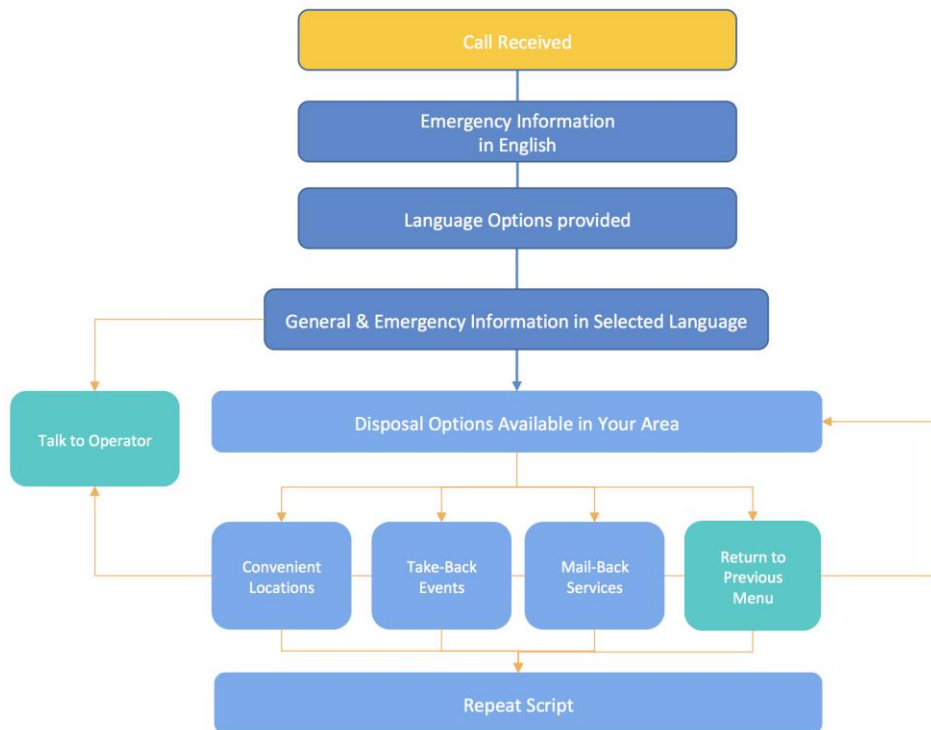 Call Received
Emergency Information
in English
Language Options provided
General & Emergency Information in Selected Language
Disposal Options Available in Your Area
Talk to Operator
Convenient
Locations
Take-Back
Events
Mail-Back
Services
Return to
Previous
Menu
Repeat Script